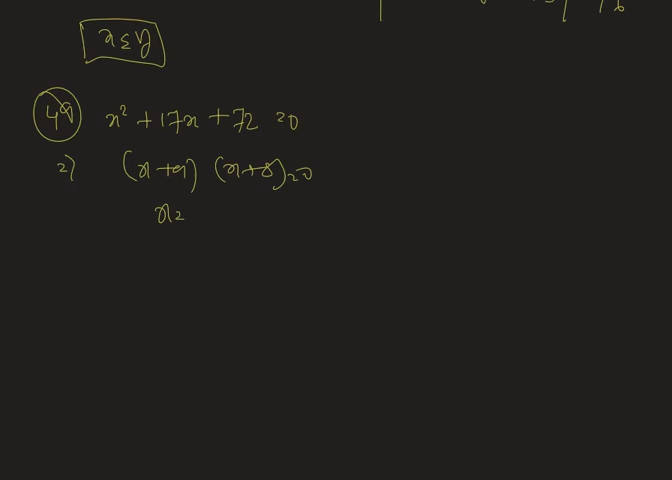 x ≤ y
49 x² + 17x + 72 = 0
⇒ (x + 9) (x + 8) = 0
x =